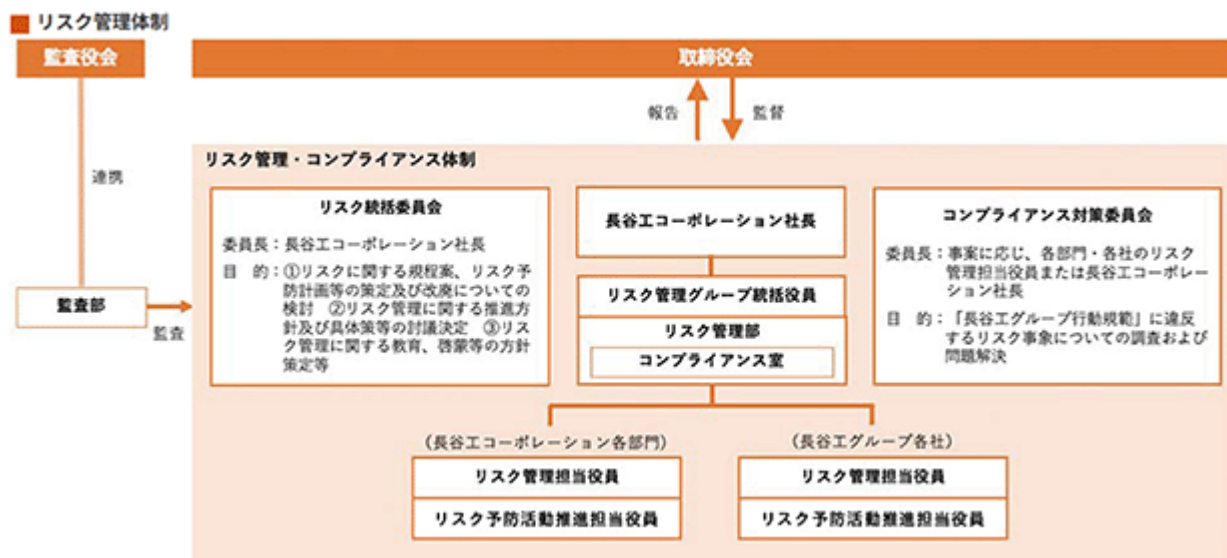 リスク管理体制
監査役会
取締役会
報告
監督
連携
監査部
監査
リスク管理・コンプライアンス体制
リスク統括委員会
委員長：長谷工コーポレーション社長
目　的：①リスクに関する規程案、リスク予
防計画等の策定及び改廃についての
検討　②リスク管理に関する推進方
針及び具体策等の討議決定　③リス
ク管理に関する教育、啓蒙等の方針
策定等
長谷工コーポレーション社長
リスク管理グループ統括役員
リスク管理部
コンプライアンス室
コンプライアンス対策委員会
委員長：事案に応じ、各部門・各社のリスク
管理担当役員または長谷工コーポレー
ション社長
目　的：「長谷工グループ行動規範」に違反
するリスク事象についての調査および
問題解決
（長谷工コーポレーション各部門）
リスク管理担当役員
リスク予防活動推進担当役員
（長谷工グループ各社）
リスク管理担当役員
リスク予防活動推進担当役員